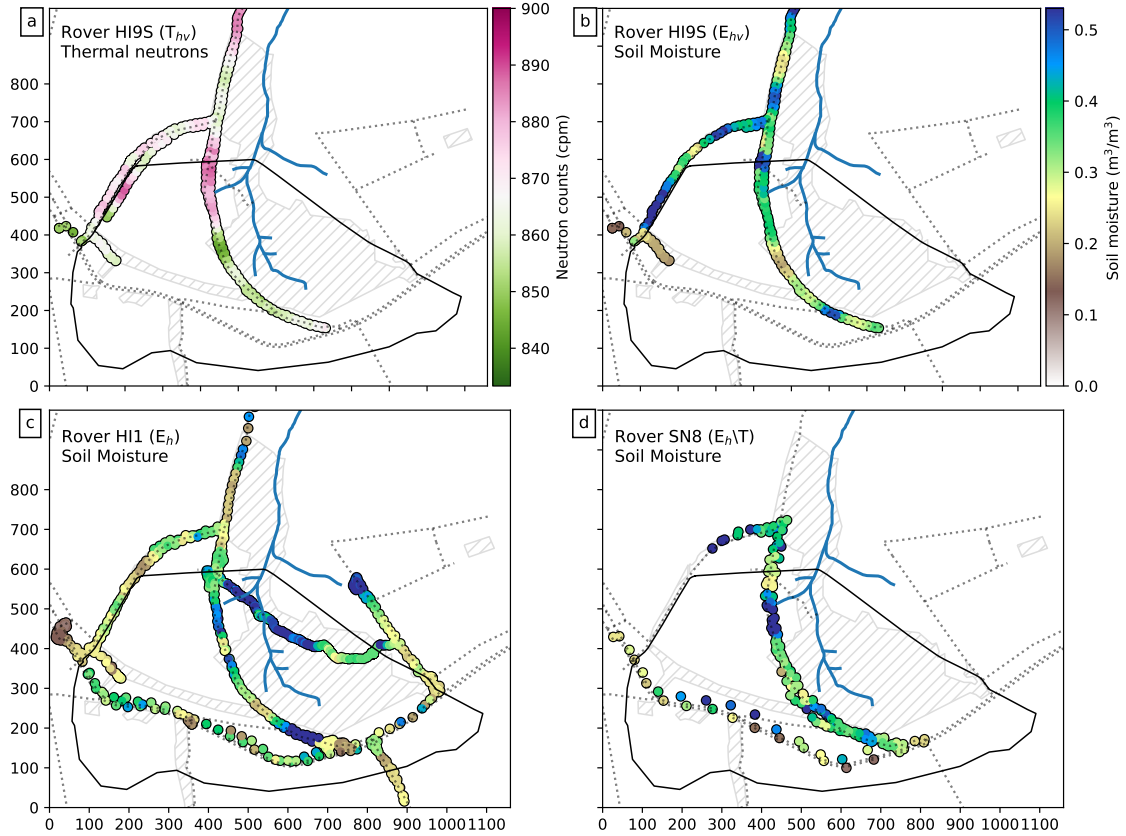 a
Rover HI9S (T_hv)
Thermal neutrons
800
700
600
500
400
300
200
100
0
900
890
880
870
860
850
840
Neutron counts (cpm)
b
Rover HI9S (E_hv)
Soil Moisture
0.5
0.4
0.3
0.2
0.1
0.0
Soil moisture (m³/m³)
c
Rover HI1 (E_h)
Soil Moisture
800
700
600
500
400
300
200
100
0
0 100 200 300 400 500 600 700 800 900 10001100
d
Rover SN8 (E_h\T)
Soil Moisture
0 100 200 300 400 500 600 700 800 900 10001100